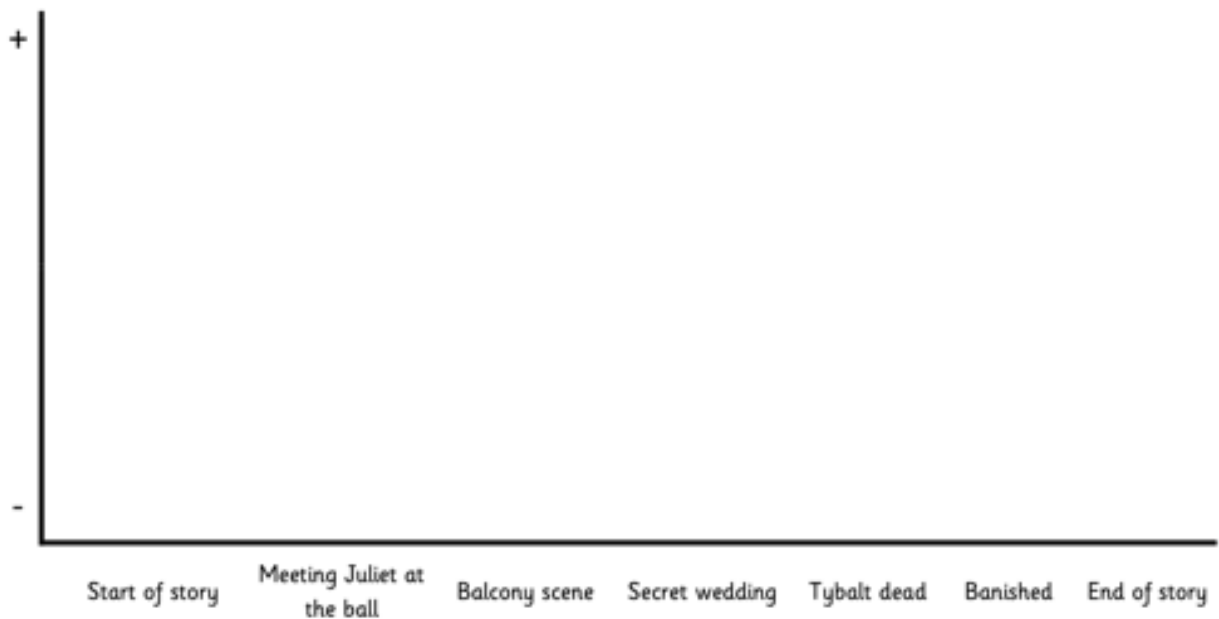 +
-
Start of story
Meeting Juliet at
the ball
Balcony scene
Secret wedding
Tybalt dead
Banished
End of story